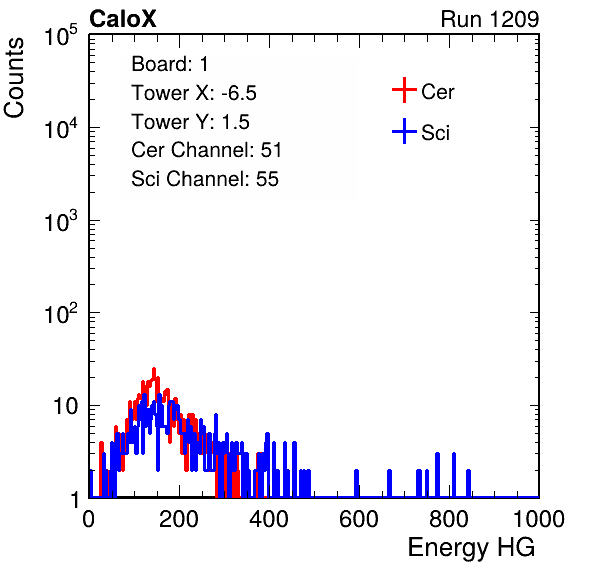 CaloX Run 1209
Counts
10^5
10^4
10^3
10^2
10
1
Board: 1
Tower X: -6.5
Tower Y: 1.5
Cer Channel: 51
Sci Channel: 55
Cer
Sci
0 200 400 600 800 1000
Energy HG